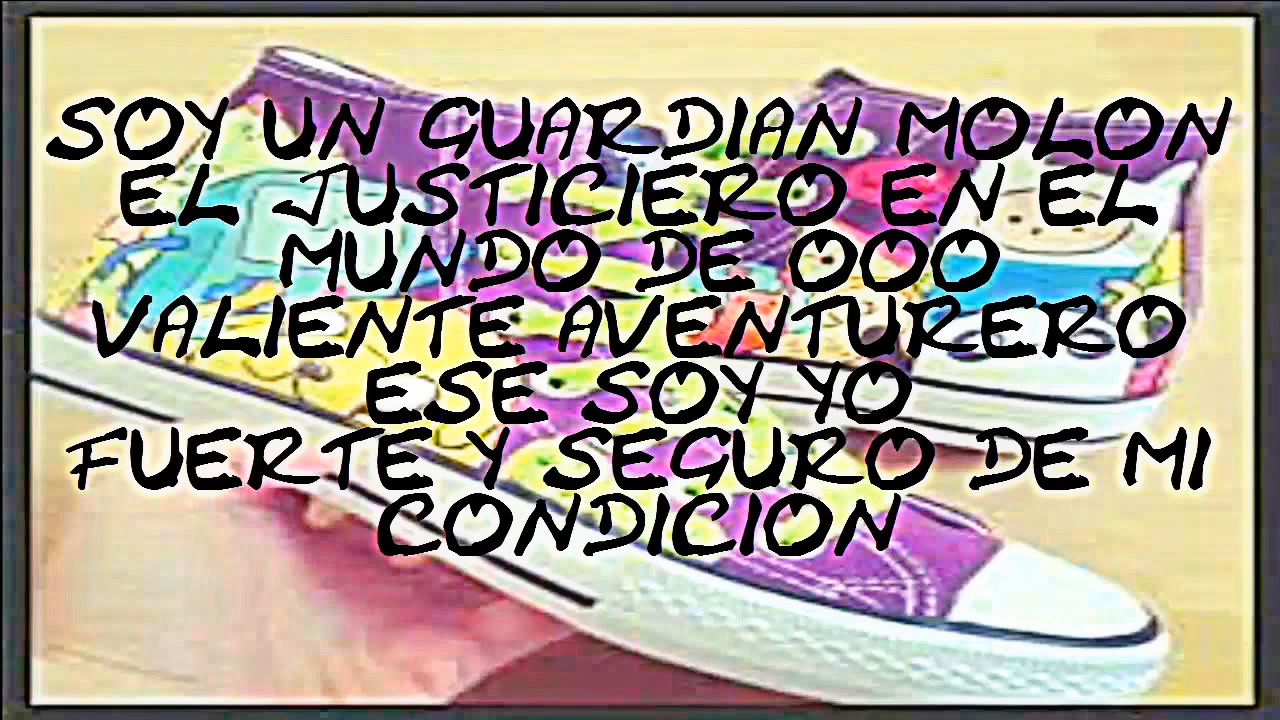 SOY UN GUARDIAN MOLON
EL JUSTICIERO EN EL
MUNDO DE OOO
VALIENTE AVENTURERO
ESE SOY YO
FUERTE Y SEGURO DE MI
CONDICION